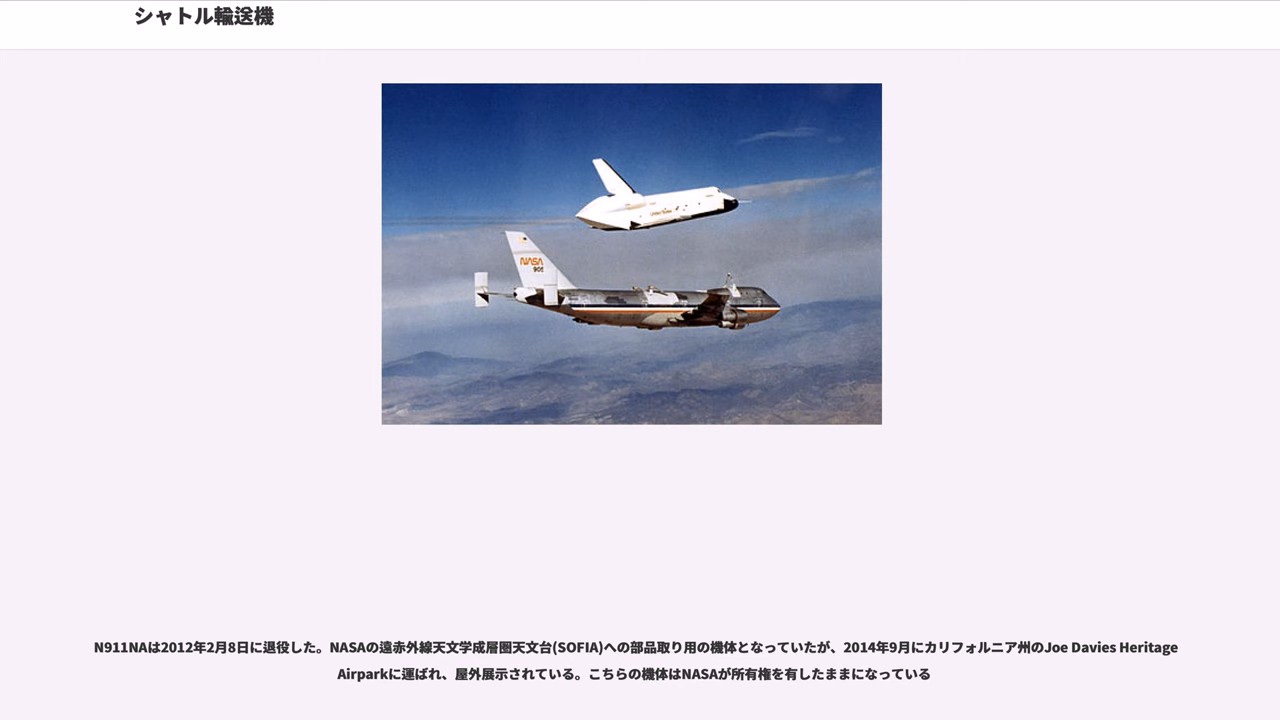 シャトル輸送機
United States
NASA
905
N911NAは2012年2月8日に退役した。NASAの遠赤外線天文学成層圏天文台(SOFIA)への部品取り用の機体となっていたが、2014年9月にカリフォルニア州のJoe Davies Heritage
Airparkに運ばれ、屋外展示されている。こちらの機体はNASAが所有権を有したままになっている